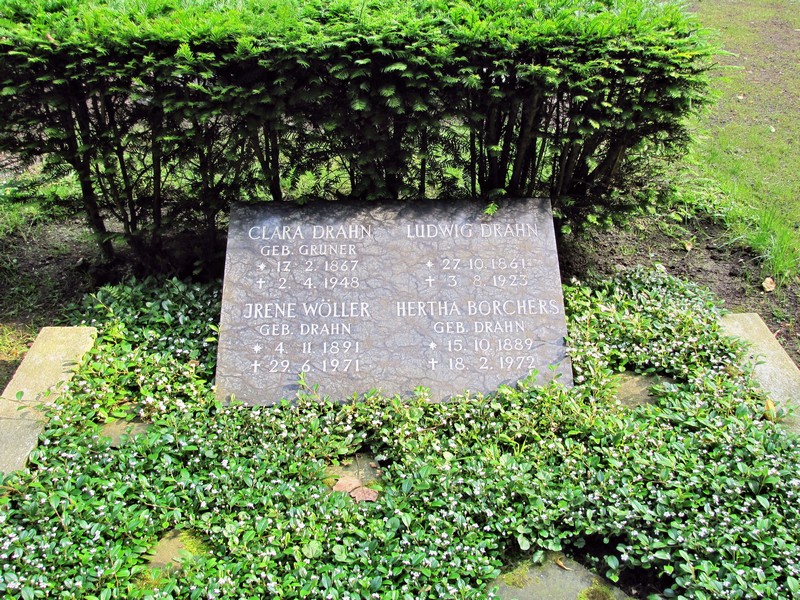 CLARA DRAHN
GEB. GRUNER
* 17. 2. 1867
† 2. 4. 1948
LUDWIG DRAHN
* 27. 10. 1861
† 3. 8. 1923
JRENE WÖLLER
GEB. DRAHN
* 4. 11. 1891
† 29. 6. 1971
HERTHA BORCHERS
GEB. DRAHN
* 15. 10. 1889
† 18. 2. 1972